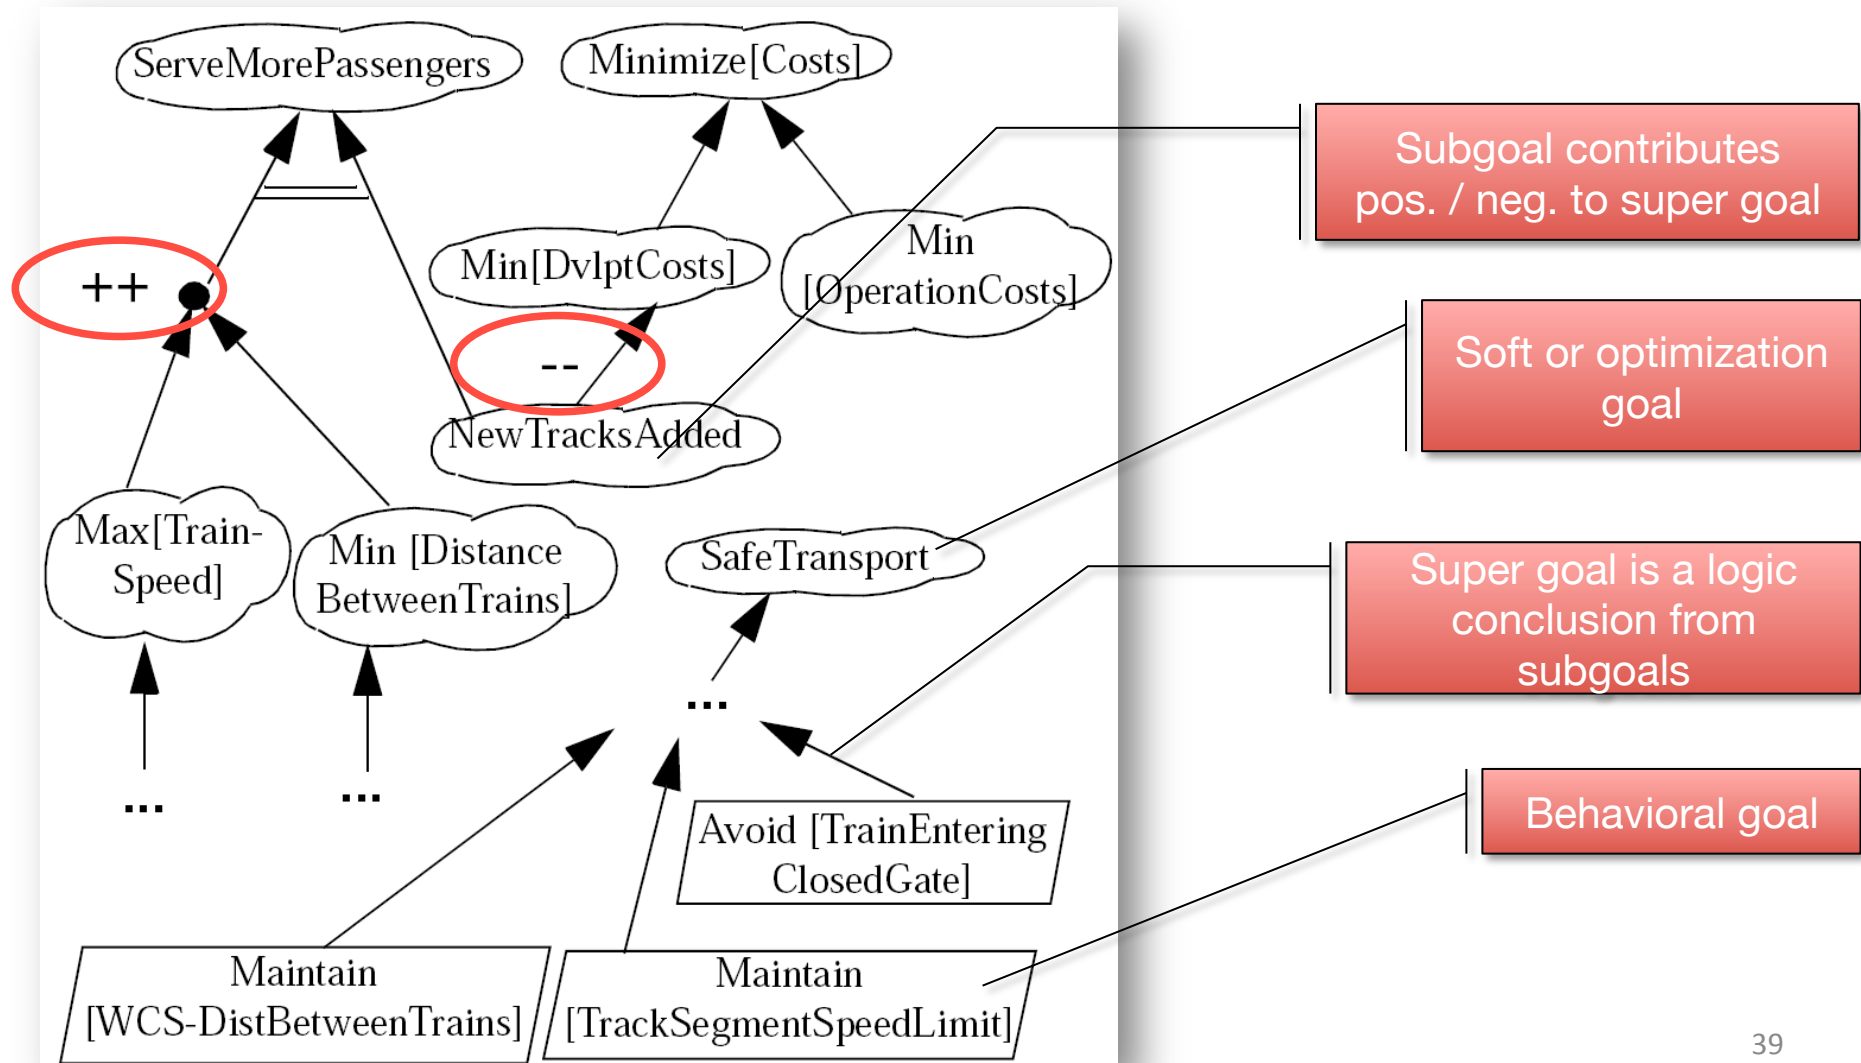 ServeMorePassengers
Minimize[Costs]
Subgoal contributes
pos. / neg. to super goal
++
Min[DvlptCosts]
Min
[OperationCosts]
--
NewTracksAdded
Soft or optimization
goal
Max[Train-
Speed]
Min [Distance
BetweenTrains]
SafeTransport
Super goal is a logic
conclusion from
subgoals
...
...
...
Avoid [TrainEntering
ClosedGate]
Behavioral goal
Maintain
[WCS-DistBetweenTrains]
Maintain
[TrackSegmentSpeedLimit]
39